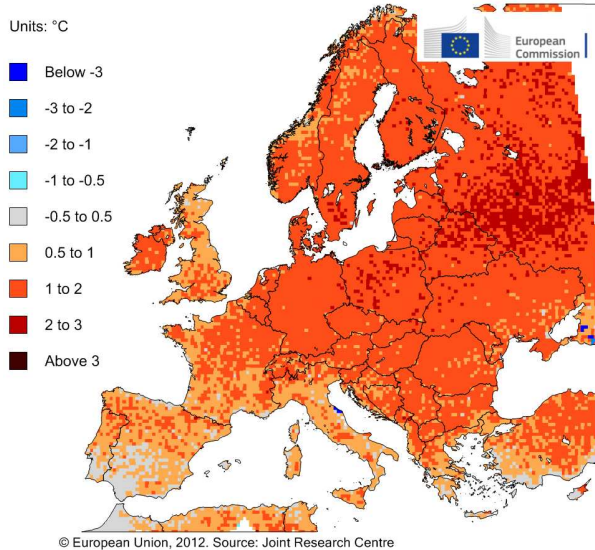 Units: °C
European
Commission
Below -3
-3 to -2
-2 to -1
-1 to -0.5
-0.5 to 0.5
0.5 to 1
1 to 2
2 to 3
Above 3
© European Union, 2012. Source: Joint Research Centre